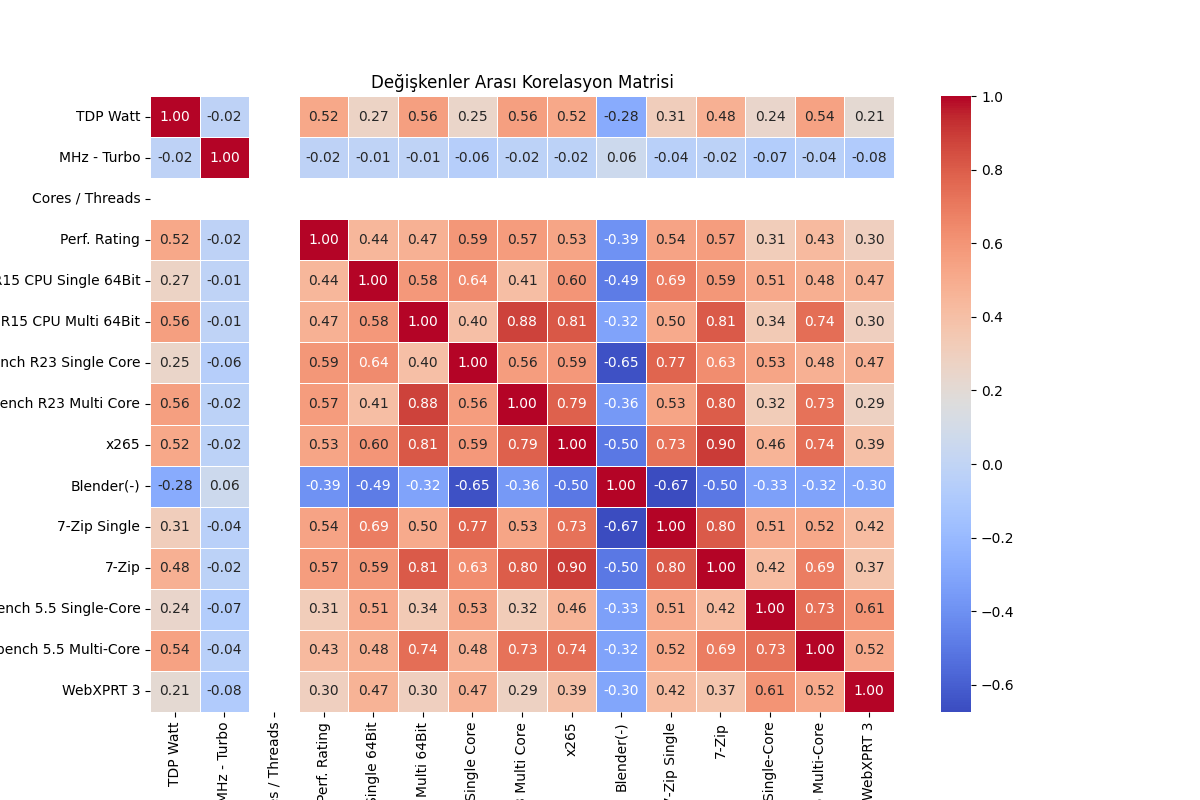 Değişkenler Arası Korelasyon Matrisi
TDP Watt 1.00 -0.02 0.52 0.27 0.56 0.25 0.56 0.52 -0.28 0.31 0.48 0.24 0.54 0.21
MHz - Turbo -0.02 1.00 -0.02 -0.01 -0.01 -0.06 -0.02 -0.02 0.06 -0.04 -0.02 -0.07 -0.04 -0.08
Cores / Threads
Perf. Rating 0.52 -0.02 1.00 0.44 0.47 0.59 0.57 0.53 -0.39 0.54 0.57 0.31 0.43 0.30
R15 CPU Single 64Bit 0.27 -0.01 0.44 1.00 0.58 0.64 0.41 0.60 -0.49 0.69 0.59 0.51 0.48 0.47
R15 CPU Multi 64Bit 0.56 -0.01 0.47 0.58 1.00 0.40 0.88 0.81 -0.32 0.50 0.81 0.34 0.74 0.30
nch R23 Single Core 0.25 -0.06 0.59 0.64 0.40 1.00 0.56 0.59 -0.65 0.77 0.63 0.53 0.48 0.47
ench R23 Multi Core 0.56 -0.02 0.57 0.41 0.88 0.56 1.00 0.79 -0.36 0.53 0.80 0.32 0.73 0.29
x265 0.52 -0.02 0.53 0.60 0.81 0.59 0.79 1.00 -0.50 0.73 0.90 0.46 0.74 0.39
Blender(-) -0.28 0.06 -0.39 -0.49 -0.32 -0.65 -0.36 -0.50 1.00 -0.67 -0.50 -0.33 -0.32 -0.30
7-Zip Single 0.31 -0.04 0.54 0.69 0.50 0.77 0.53 0.73 -0.67 1.00 0.80 0.51 0.52 0.42
7-Zip 0.48 -0.02 0.57 0.59 0.81 0.63 0.80 0.90 -0.50 0.80 1.00 0.42 0.69 0.37
ench 5.5 Single-Core 0.24 -0.07 0.31 0.51 0.34 0.53 0.32 0.46 -0.33 0.51 0.42 1.00 0.73 0.61
bench 5.5 Multi-Core 0.54 -0.04 0.43 0.48 0.74 0.48 0.73 0.74 -0.32 0.52 0.69 0.73 1.00 0.52
WebXPRT 3 0.21 -0.08 0.30 0.47 0.30 0.47 0.29 0.39 -0.30 0.42 0.37 0.61 0.52 1.00
TDP Watt
MHz - Turbo
es / Threads
Perf. Rating
Single 64Bit
Multi 64Bit
Single Core
Multi Core
x265
Blender(-)
7-Zip Single
7-Zip
Single-Core
Multi-Core
WebXPRT 3
1.0
0.8
0.6
0.4
0.2
0.0
−0.2
−0.4
−0.6